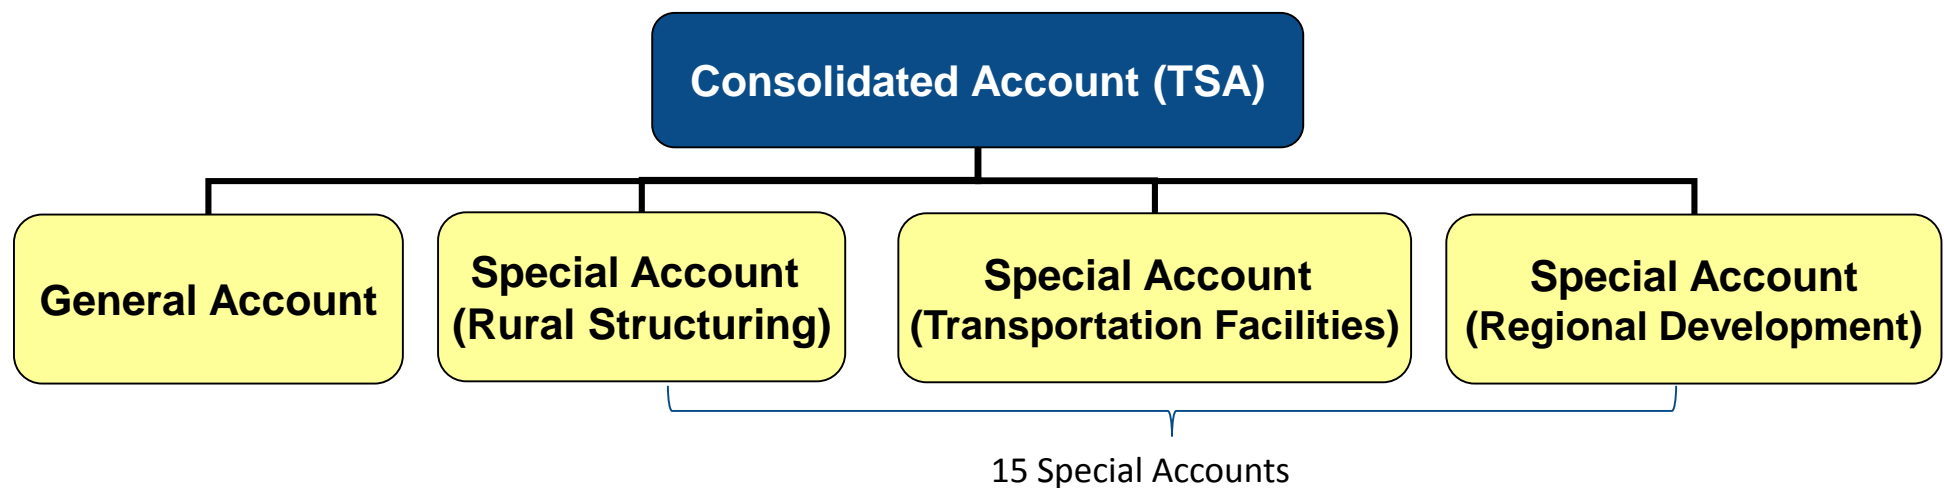 Consolidated Account (TSA)
General Account
Special Account
(Rural Structuring)
Special Account
(Transportation Facilities)
Special Account
(Regional Development)
15 Special Accounts